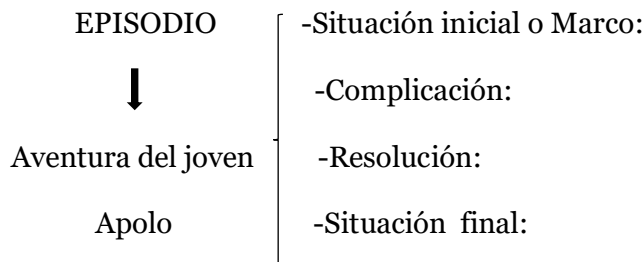 EPISODIO
Aventura del joven
Apolo
-Situación inicial o Marco:
-Complicación:
-Resolución:
-Situación final: